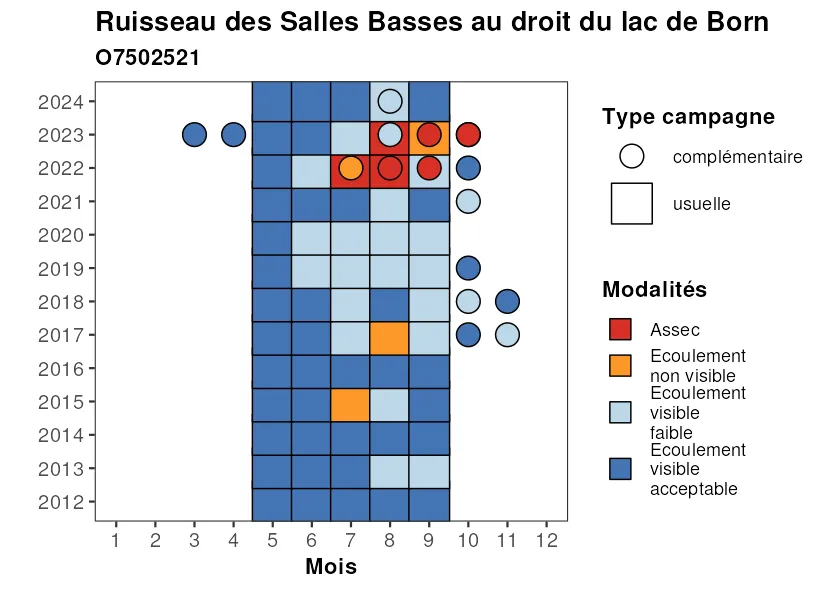 Ruisseau des Salles Basses au droit du lac de Born
O7502521
2024
2023
2022
2021
2020
2019
2018
2017
2016
2015
2014
2013
2012
1 2 3 4 5 6 7 8 9 10 11 12
Mois
Type campagne
complémentaire
usuelle
Modalités
Assec
Ecoulement
non visible
Ecoulement
visible
faible
Ecoulement
visible
acceptable